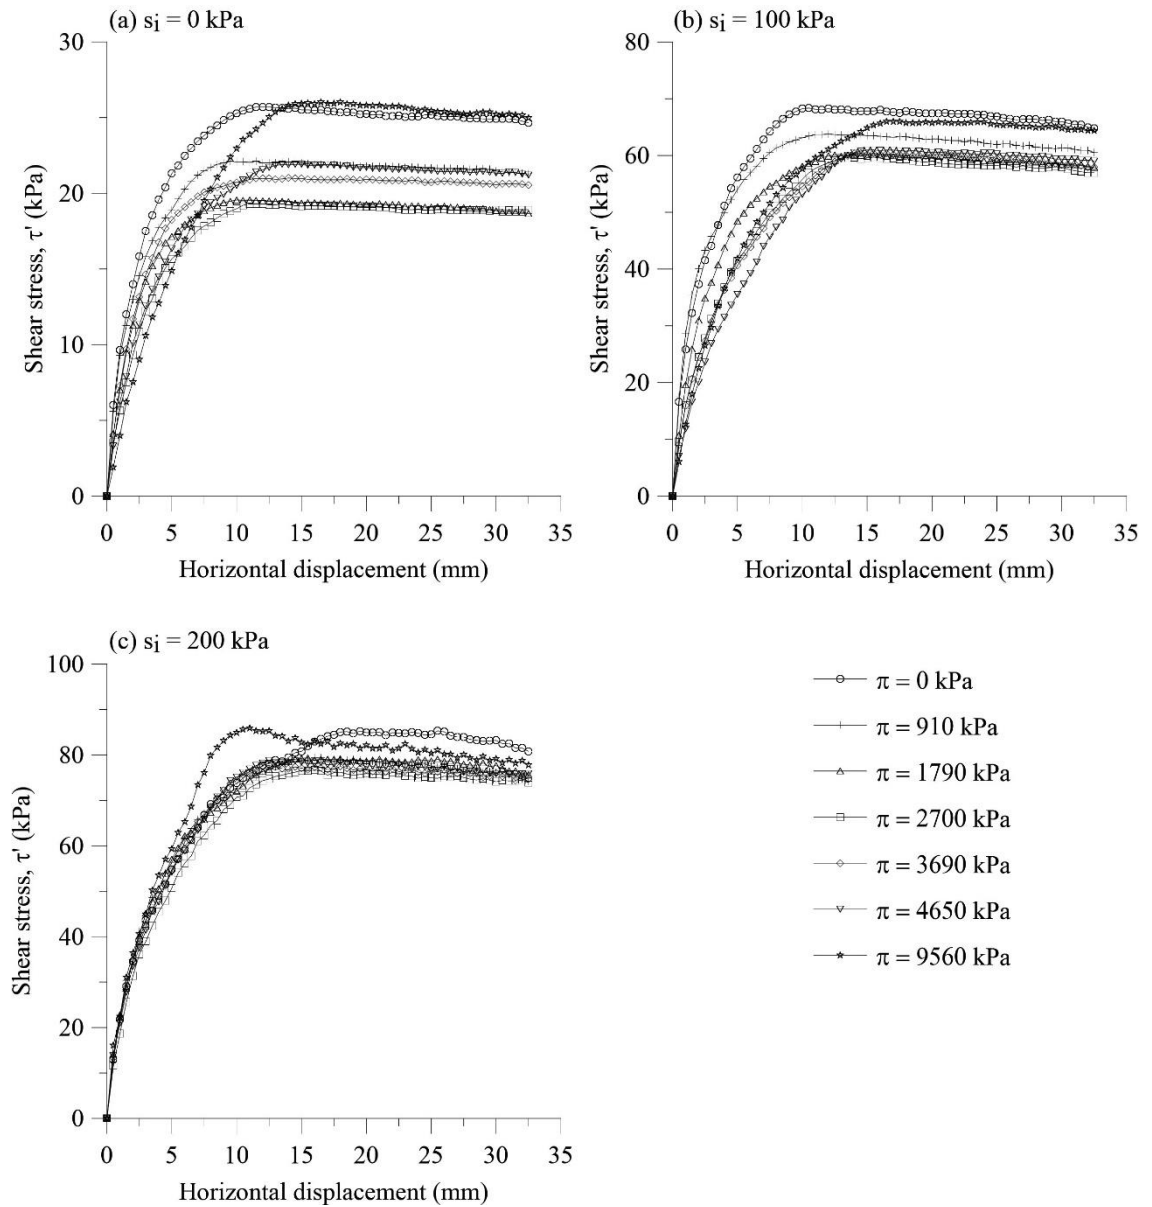 (a) si = 0 kPa
30
20
10
0
Shear stress, τ' (kPa)
0 5 10 15 20 25 30 35
Horizontal displacement (mm)
(b) si = 100 kPa
80
60
40
20
0
Shear stress, τ' (kPa)
0 5 10 15 20 25 30 35
Horizontal displacement (mm)
(c) si = 200 kPa
100
80
60
40
20
0
Shear stress, τ' (kPa)
0 5 10 15 20 25 30 35
Horizontal displacement (mm)
π = 0 kPa
π = 910 kPa
π = 1790 kPa
π = 2700 kPa
π = 3690 kPa
π = 4650 kPa
π = 9560 kPa